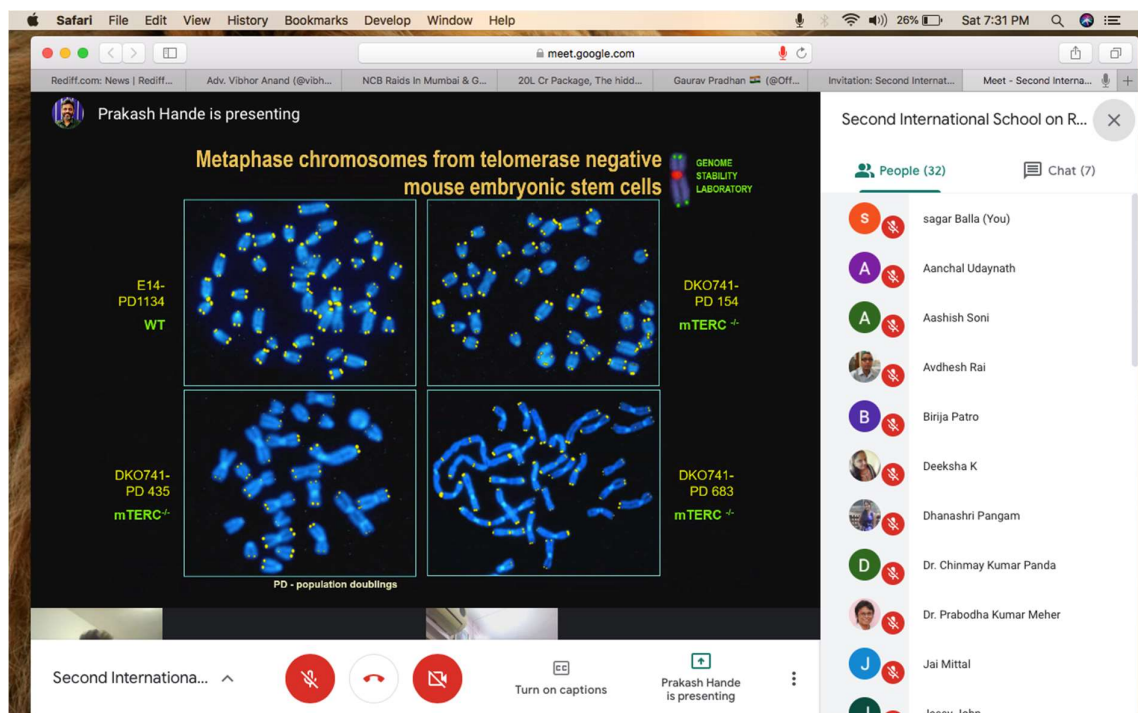 Safari File Edit View History Bookmarks Develop Window Help 26% Sat 7:31 PM
meet.google.com
Rediff.com: News | Rediff... Adv. Vibhor Anand (@vibh... NCB Raids In Mumbai & G... 20L Cr Package, The hidd... Gaurav Pradhan (@Off... Invitation: Second Internat... Meet - Second Interna...
Prakash Hande is presenting
Metaphase chromosomes from telomerase negative
mouse embryonic stem cells
GENOME
STABILITY
LABORATORY
E14-
PD1134
WT
DKO741-
PD 154
mTERC -/-
DKO741-
PD 435
mTERC-/-
DKO741-
PD 683
mTERC -/-
PD - population doublings
Second International School on R...
People (32) Chat (7)
S sagar Balla (You)
A Aanchal Udaynath
A Aashish Soni
Avdhesh Rai
B Birija Patro
Deeksha K
Dhanashri Pangam
D Dr. Chinmay Kumar Panda
Dr. Prabodha Kumar Meher
J Jai Mittal
Second Internationa...
CC
Turn on captions
Prakash Hande
is presenting